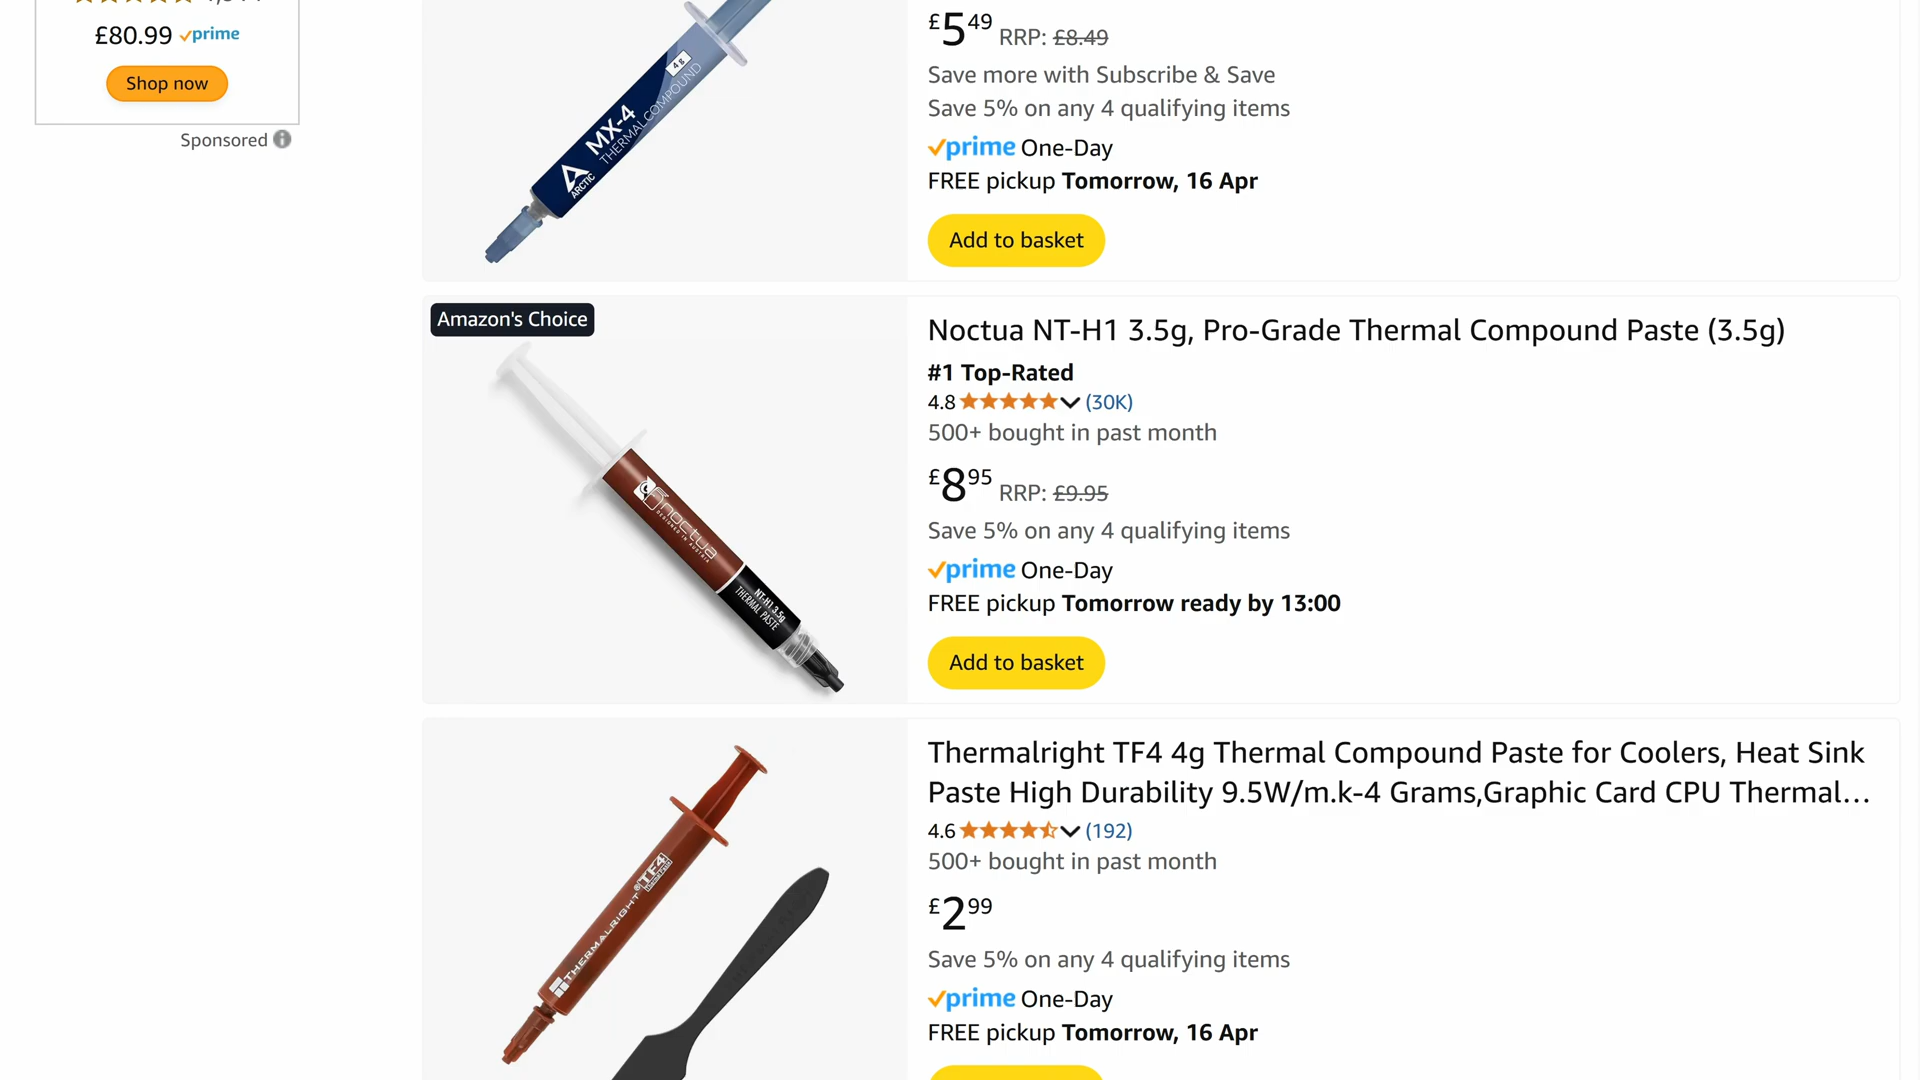 £80.99 prime
Shop now
Sponsored
4g
MX-4
THERMAL COMPOUND
ARCTIC
£5 49 RRP: £8.49
Save more with Subscribe & Save
Save 5% on any 4 qualifying items
prime One-Day
FREE pickup Tomorrow, 16 Apr
Add to basket
Amazon's Choice
noctua
DESIGNED IN AUSTRIA
NT-H1 3.5g
THERMAL PASTE
Noctua NT-H1 3.5g, Pro-Grade Thermal Compound Paste (3.5g)
#1 Top-Rated
4.8 (30K)
500+ bought in past month
£8 95 RRP: £9.95
Save 5% on any 4 qualifying items
prime One-Day
FREE pickup Tomorrow ready by 13:00
Add to basket
THERMALRIGHT® TF4
Thermalright TF4 4g Thermal Compound Paste for Coolers, Heat Sink
Paste High Durability 9.5W/m.k-4 Grams,Graphic Card CPU Thermal…
4.6 (192)
500+ bought in past month
£2 99
Save 5% on any 4 qualifying items
prime One-Day
FREE pickup Tomorrow, 16 Apr